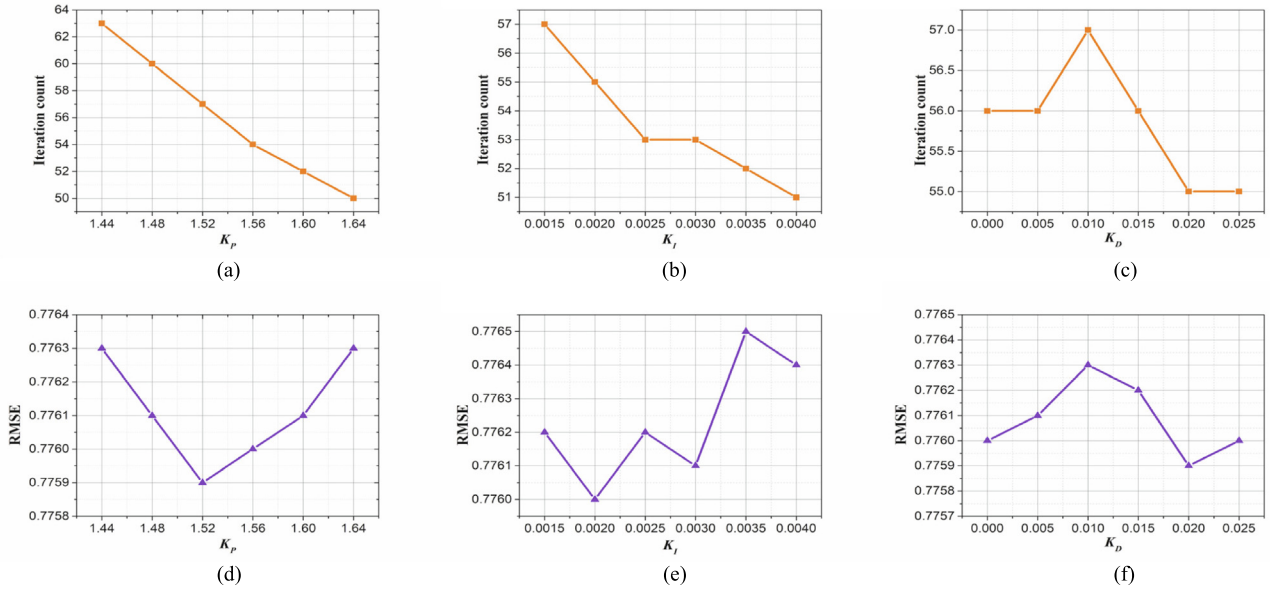 64
62
60
58
56
54
52
50
Iteration count
1.44 1.48 1.52 1.56 1.60 1.64
K_P
(a)
57
56
55
54
53
52
51
Iteration count
0.0015 0.0020 0.0025 0.0030 0.0035 0.0040
K_I
(b)
57.0
56.5
56.0
55.5
55.0
Iteration count
0.000 0.005 0.010 0.015 0.020 0.025
K_D
(c)
0.7764
0.7763
0.7762
0.7761
0.7760
0.7759
0.7758
RMSE
1.44 1.48 1.52 1.56 1.60 1.64
K_P
(d)
0.7765
0.7764
0.7763
0.7762
0.7761
0.7760
RMSE
0.0015 0.0020 0.0025 0.0030 0.0035 0.0040
K_I
(e)
0.7765
0.7764
0.7763
0.7762
0.7761
0.7760
0.7759
0.7758
0.7757
RMSE
0.000 0.005 0.010 0.015 0.020 0.025
K_D
(f)